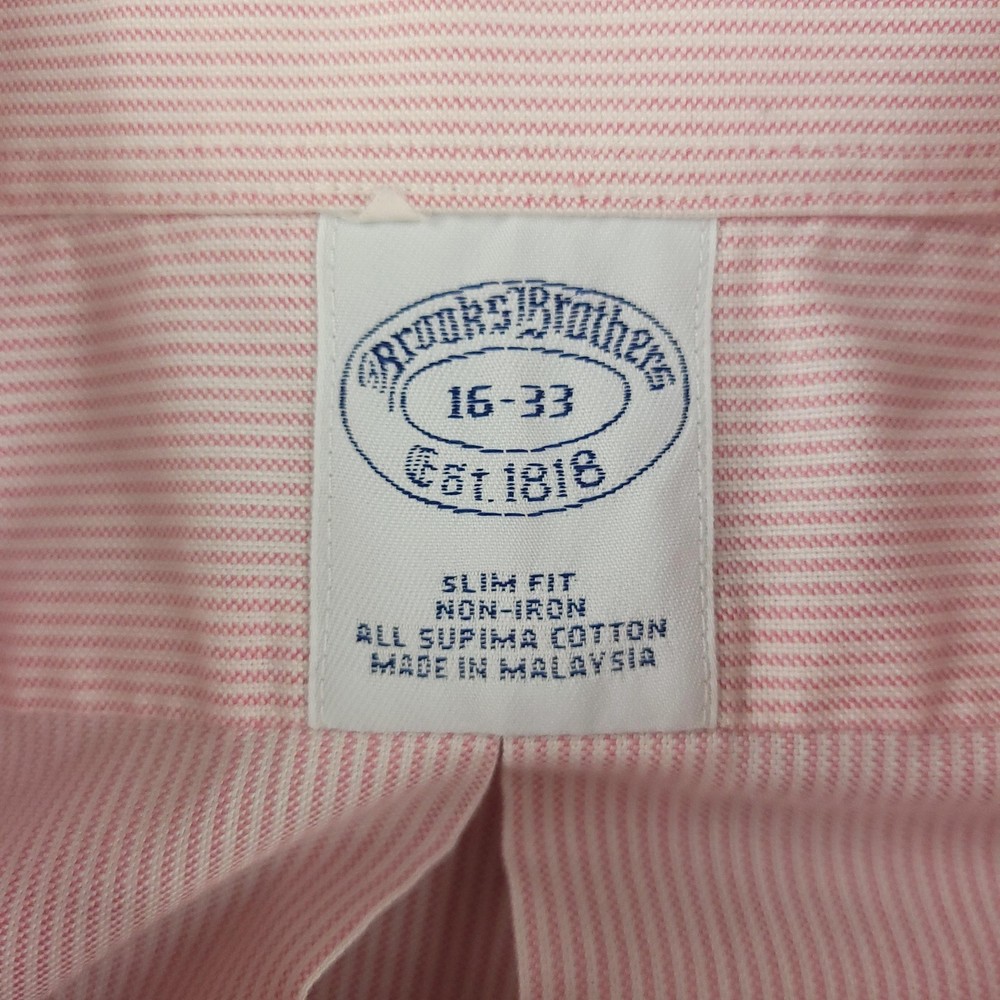 Brooks Brothers
16-33
Est. 1818
SLIM FIT
NON-IRON
ALL SUPIMA COTTON
MADE IN MALAYSIA